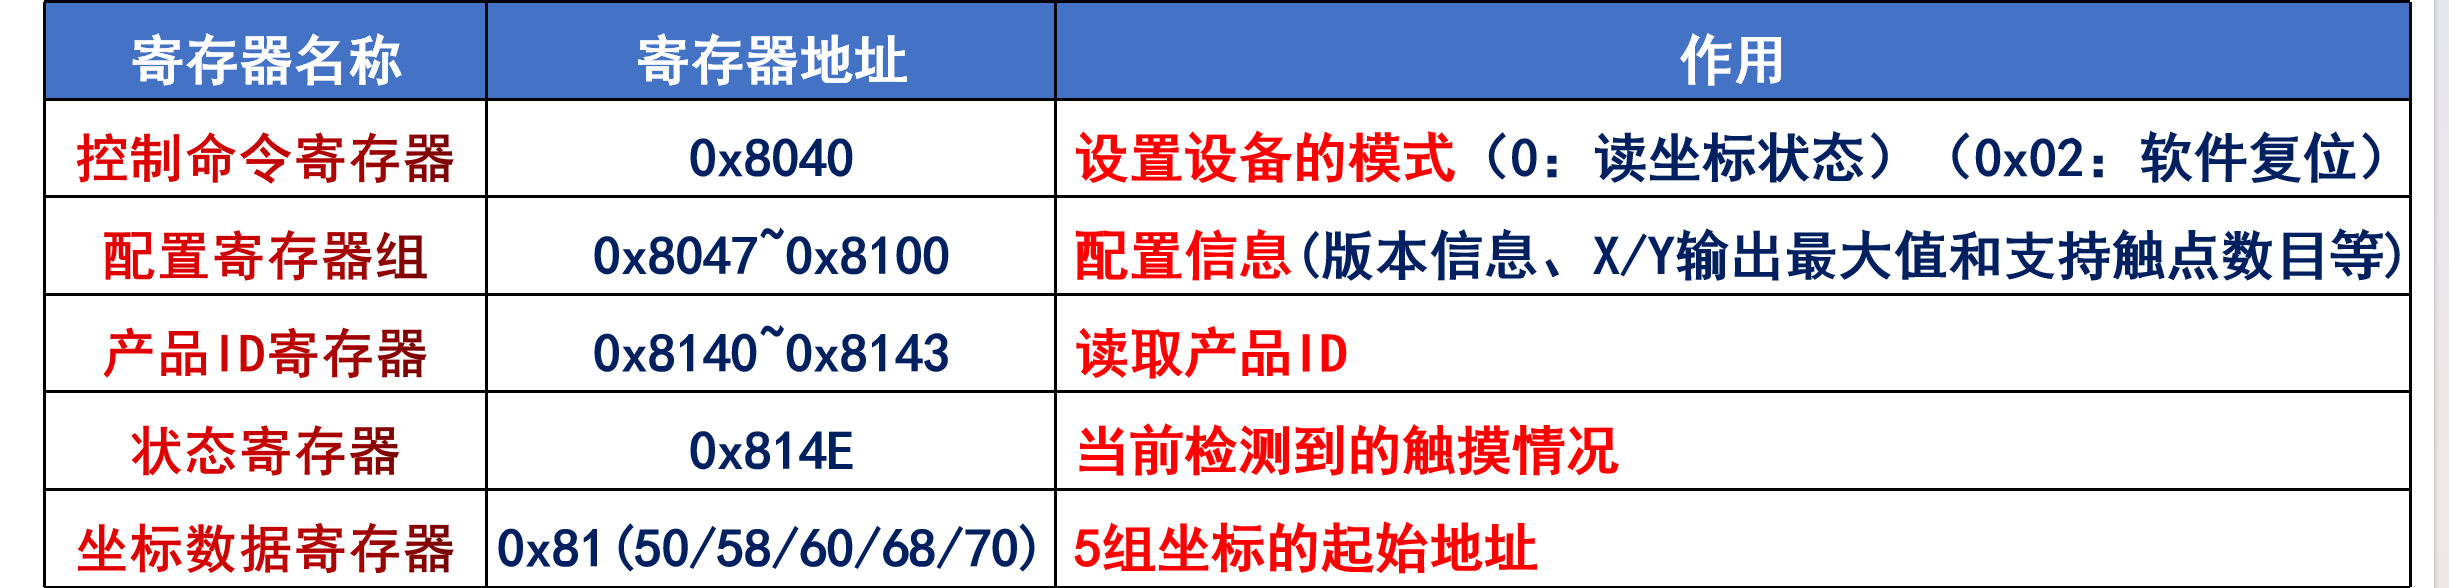 寄存器名称 寄存器地址 作用
控制命令寄存器 0x8040 设置设备的模式（0：读坐标状态）（0x02：软件复位）
配置寄存器组 0x8047~0x8100 配置信息(版本信息、X/Y输出最大值和支持触点数目等)
产品ID寄存器 0x8140~0x8143 读取产品ID
状态寄存器 0x814E 当前检测到的触摸情况
坐标数据寄存器 0x81(50/58/60/68/70) 5组坐标的起始地址